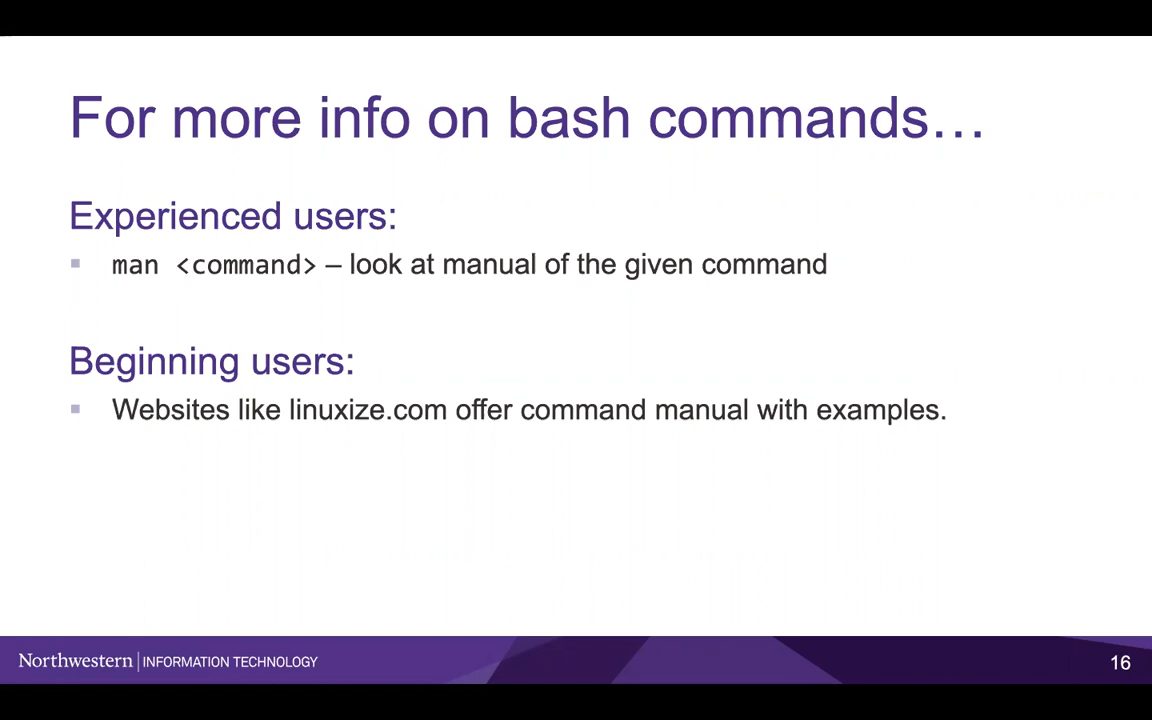 For more info on bash commands…
Experienced users:
▪ man <command> – look at manual of the given command
Beginning users:
▪ Websites like linuxize.com offer command manual with examples.
Northwestern | INFORMATION TECHNOLOGY
16